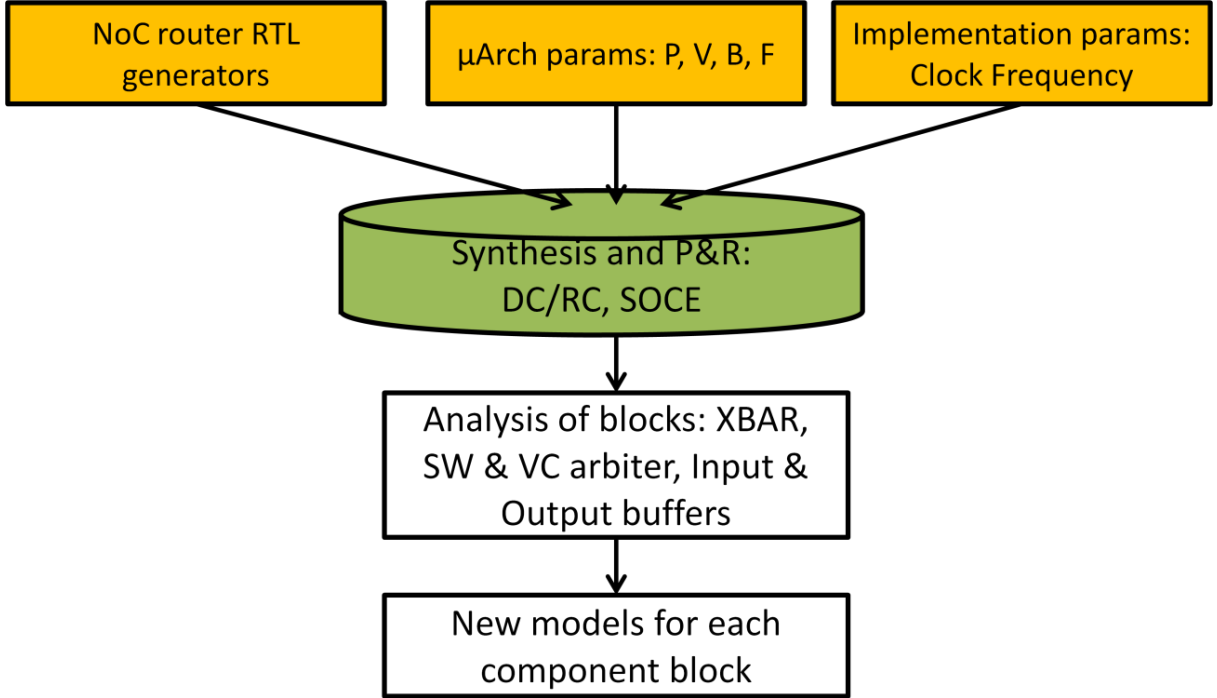 NoC router RTL
generators
µArch params: P, V, B, F
Implementation params:
Clock Frequency
Synthesis and P&R:
DC/RC, SOCE
Analysis of blocks: XBAR,
SW & VC arbiter, Input &
Output buffers
New models for each
component block